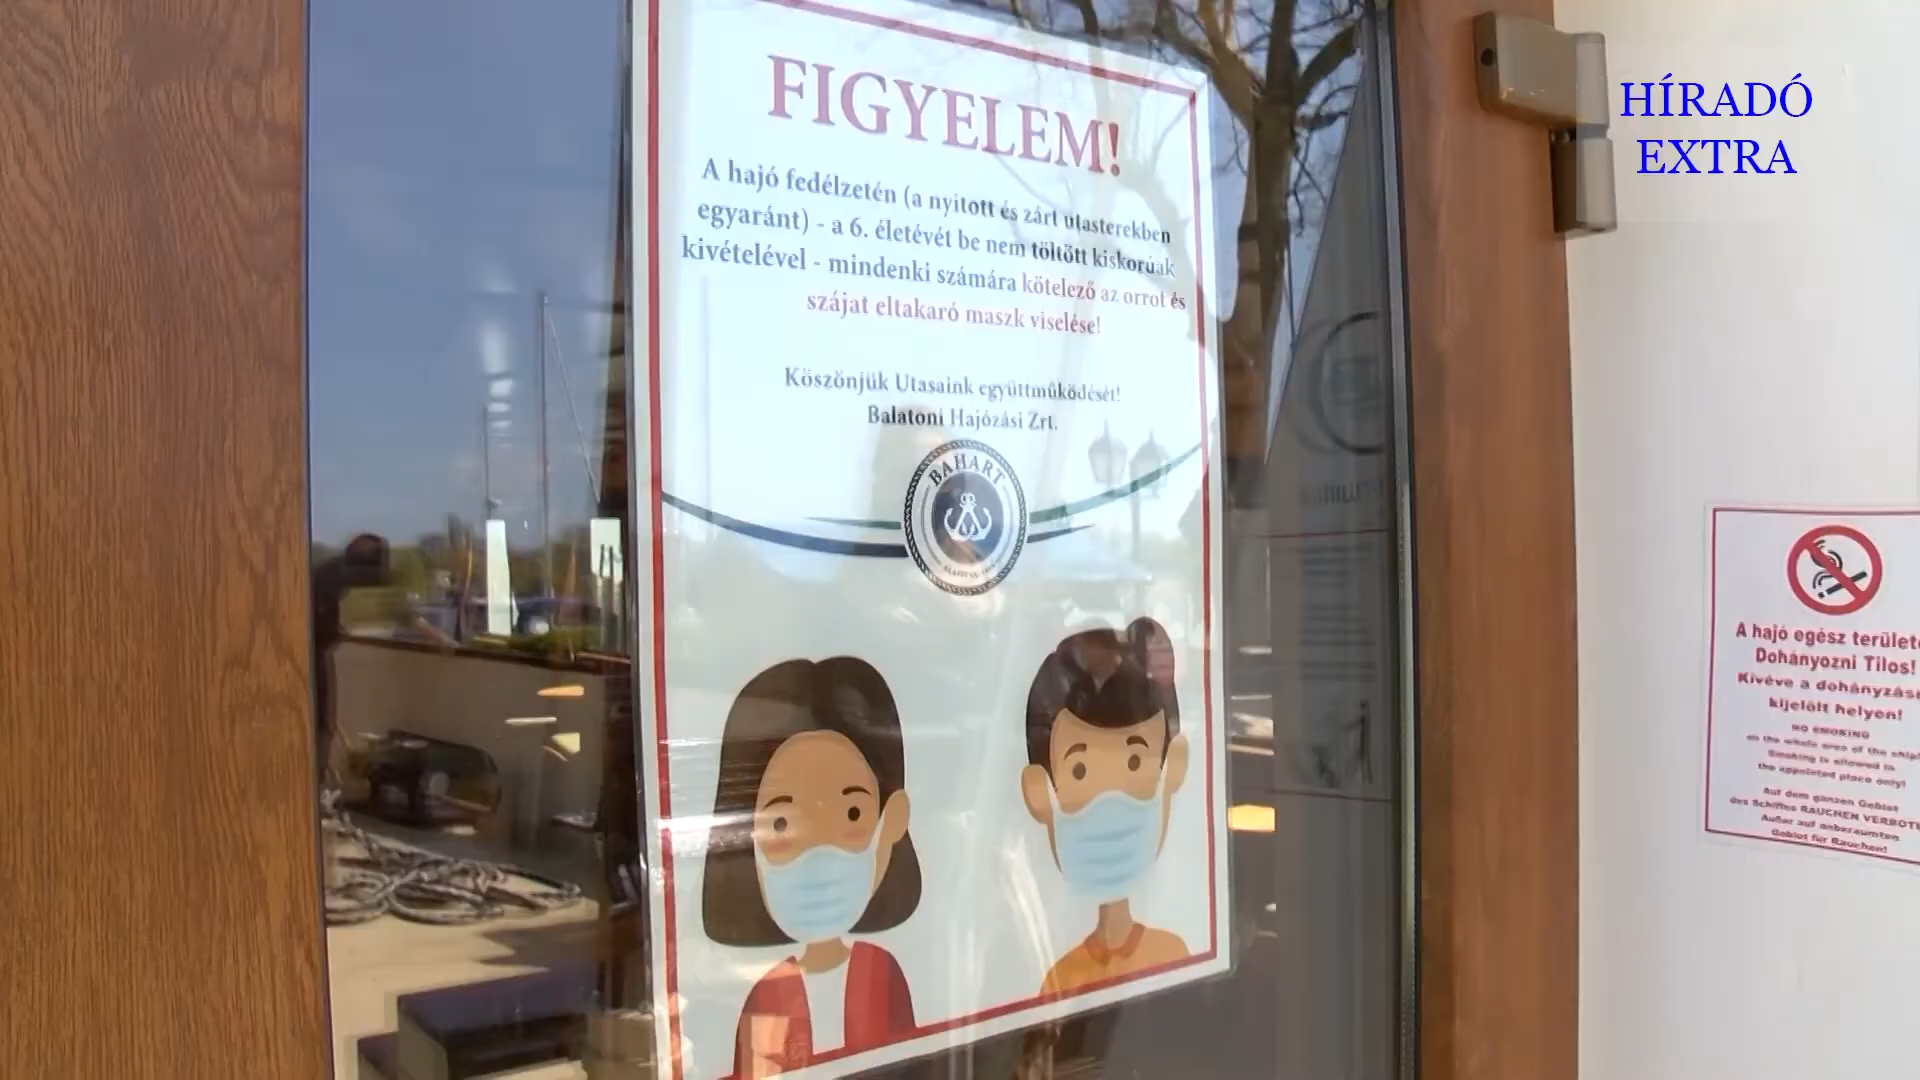 FIGYELEM!
A hajó fedélzetén (a nyitott és zárt utasterekben
egyaránt) - a 6. életévét be nem töltött kiskorúak
kivételével - mindenki számára kötelező az orrot és
szájat eltakaró maszk viselése!
Köszönjük Utasaink együttműködését!
Balatoni Hajózási Zrt.
BAHART
HÍRADÓ
EXTRA
A hajó egész terület
Dohányozni Tilos!
Kivéve a dohányzás
kijelölt helyen!
NO SMOKING
on the whole area of the ship!
Smoking is allowed in
the appointed place only!
Auf dem ganzen Gebiet
des Schiffes RAUCHEN VERBOT
Außer auf anberaumten
Gebiet für Rauchen!